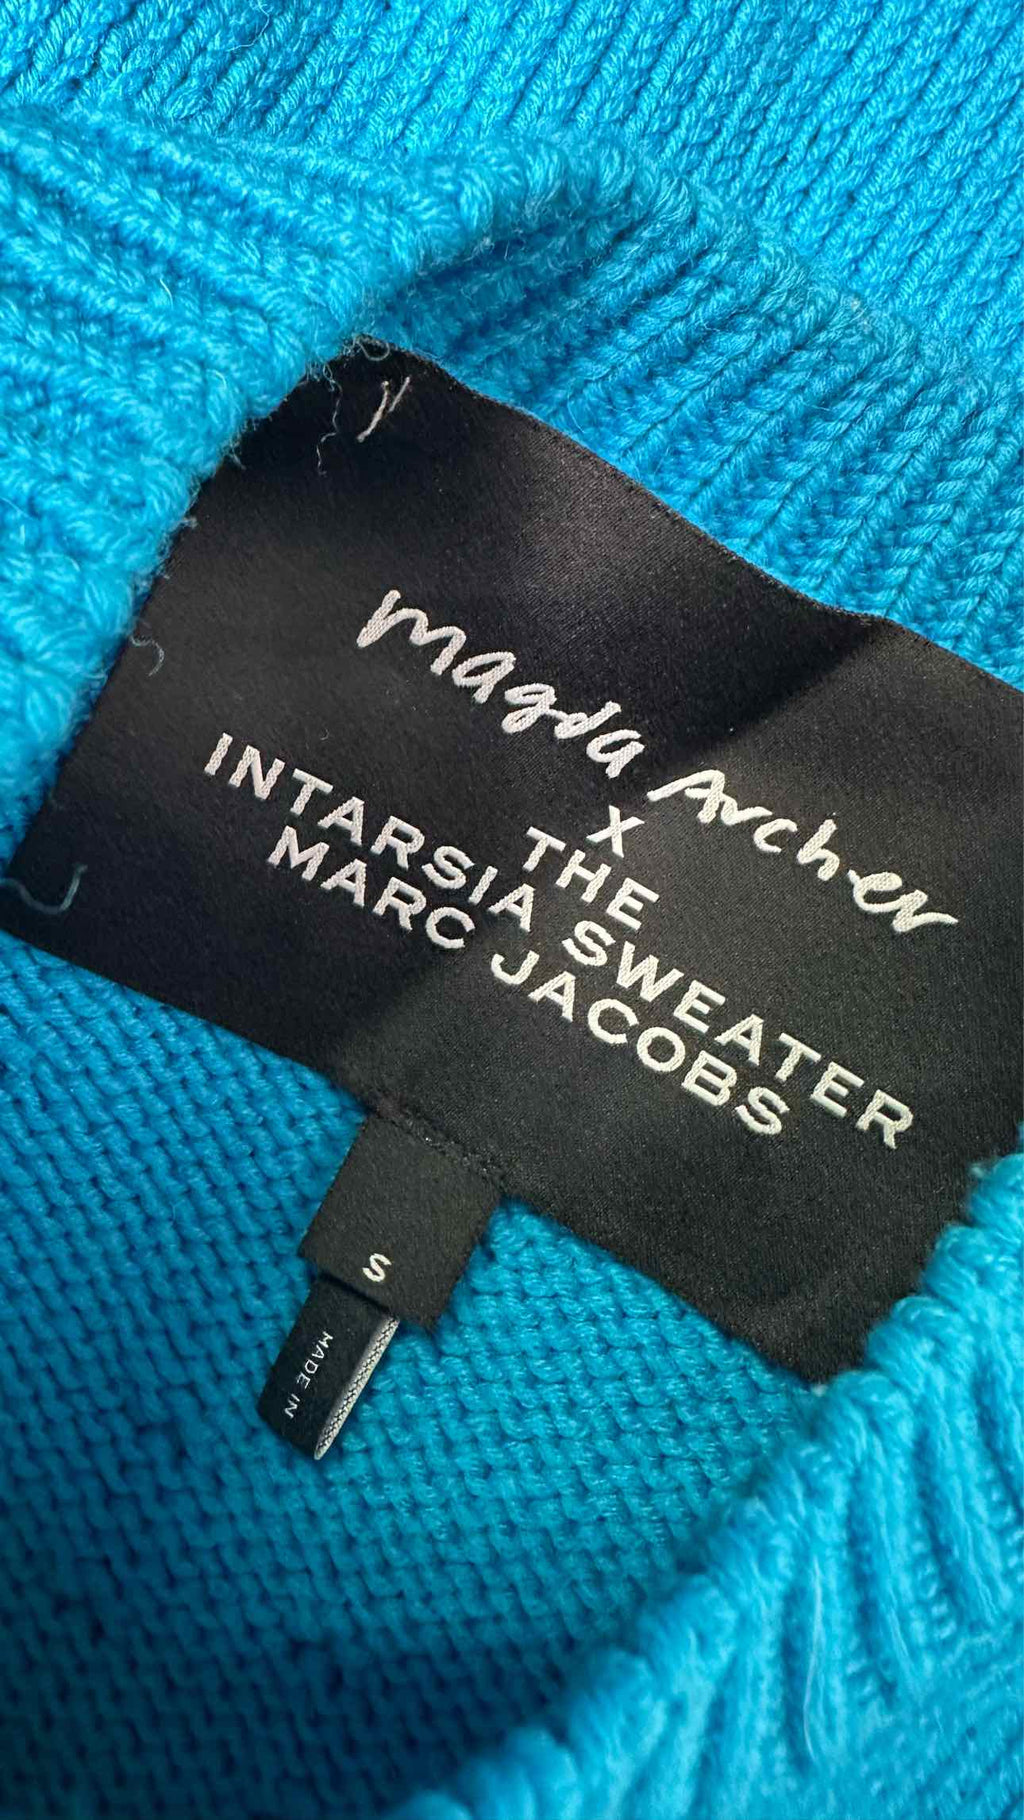 magda Archer
X
THE
INTARSIA SWEATER
MARC JACOBS
S
MADE IN